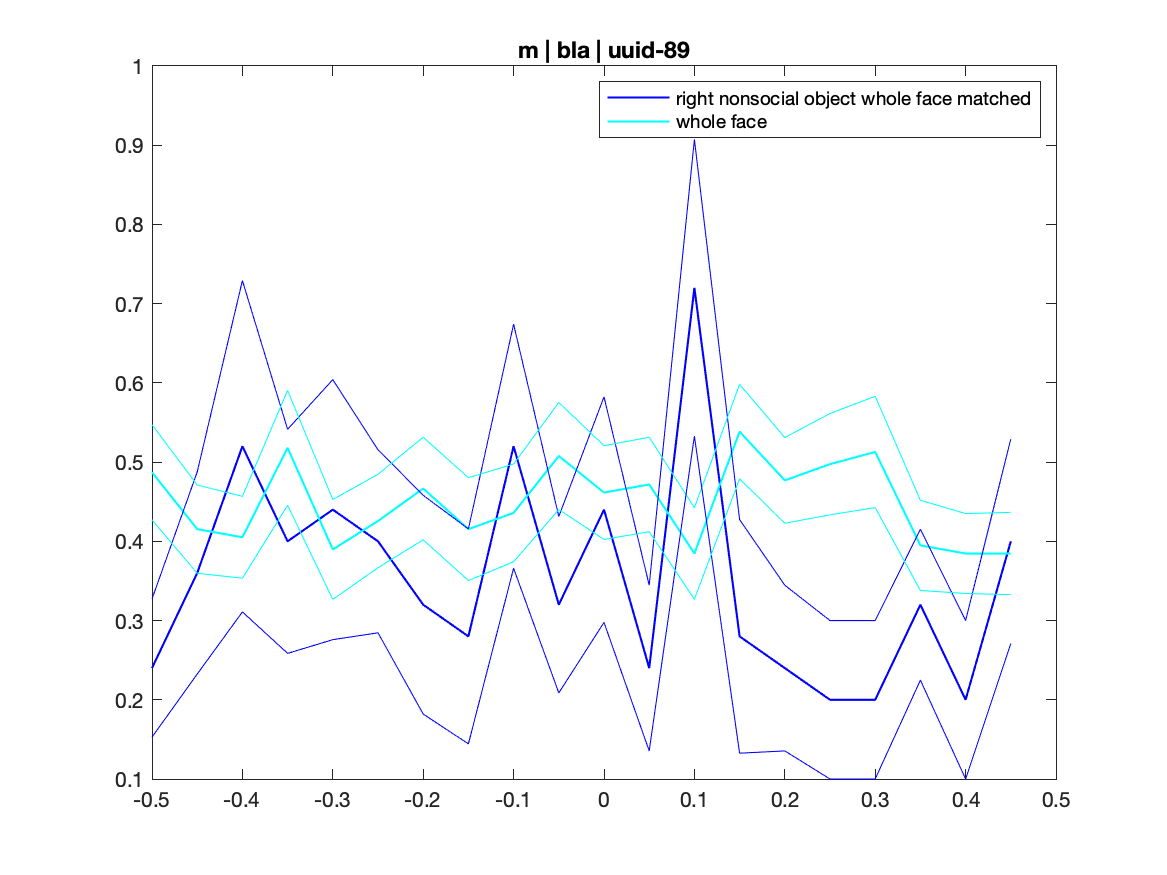 m | bla | uuid-89
right nonsocial object whole face matched
whole face
1
0.9
0.8
0.7
0.6
0.5
0.4
0.3
0.2
0.1
-0.5 -0.4 -0.3 -0.2 -0.1 0 0.1 0.2 0.3 0.4 0.5